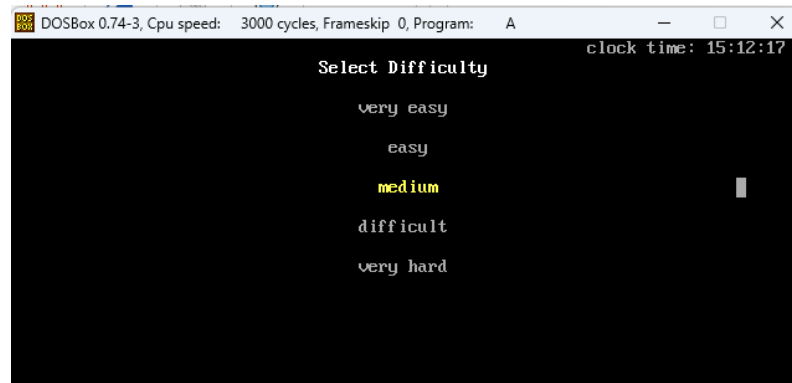 DOSBox 0.74-3, Cpu speed: 3000 cycles, Frameskip 0, Program: A
clock time: 15:12:17
Select Difficulty
very easy
easy
medium
difficult
very hard